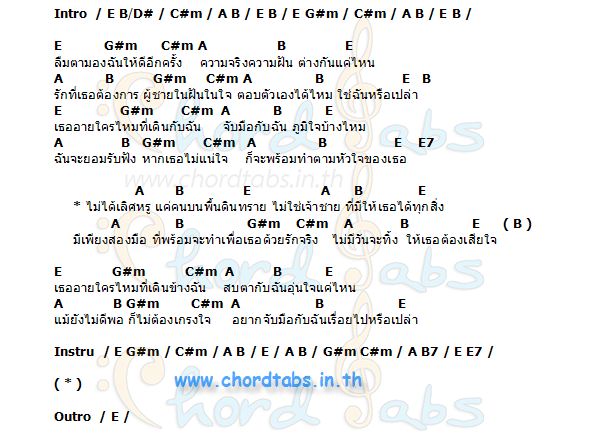 Intro / E B/D# / C#m / A B / E B / E G#m / C#m / A B / E B /
E G#m C#m A B E
ลืมตามองฉันให้ดีอีกครั้ง ความจริงความฝัน ต่างกันแค่ไหน
A B G#m C#m A B E B
รักที่เธอต้องการ ผู้ชายในฝันในใจ ตอบตัวเองได้ไหม ใช่ฉันหรือเปล่า
E G#m C#m A B E
เธออายใครไหมที่เดินกับฉัน จับมือกับฉัน ภูมิใจบ้างไหม
A B G#m C#m A B E E7
ฉันจะยอมรับฟัง หากเธอไม่แน่ใจ ก็จะพร้อมทำตามหัวใจของเธอ
www.chordtabs.in.th
A B E A B E
* ไม่ได้เลิศหรู แค่คนบนพื้นดินทราย ไม่ใช่เจ้าชาย ที่มีให้เธอได้ทุกสิ่ง
A B G#m C#m A B E ( B )
มีเพียงสองมือ ที่พร้อมจะทำเพื่อเธอด้วยรักจริง ไม่มีวันจะทิ้ง ให้เธอต้องเสียใจ
E G#m C#m A B E
เธออายใครไหมที่เดินข้างฉัน สบตากับฉันอุ่นใจแค่ไหน
A B G#m C#m A B E
แม้ยังไม่ดีพอ ก็ไม่ต้องเกรงใจ อยากจับมือกับฉันเรื่อยไปหรือเปล่า
Instru / E G#m / C#m / A B / E / A B / G#m C#m / A B7 / E E7 /
( * ) www.chordtabs.in.th
Outro / E /